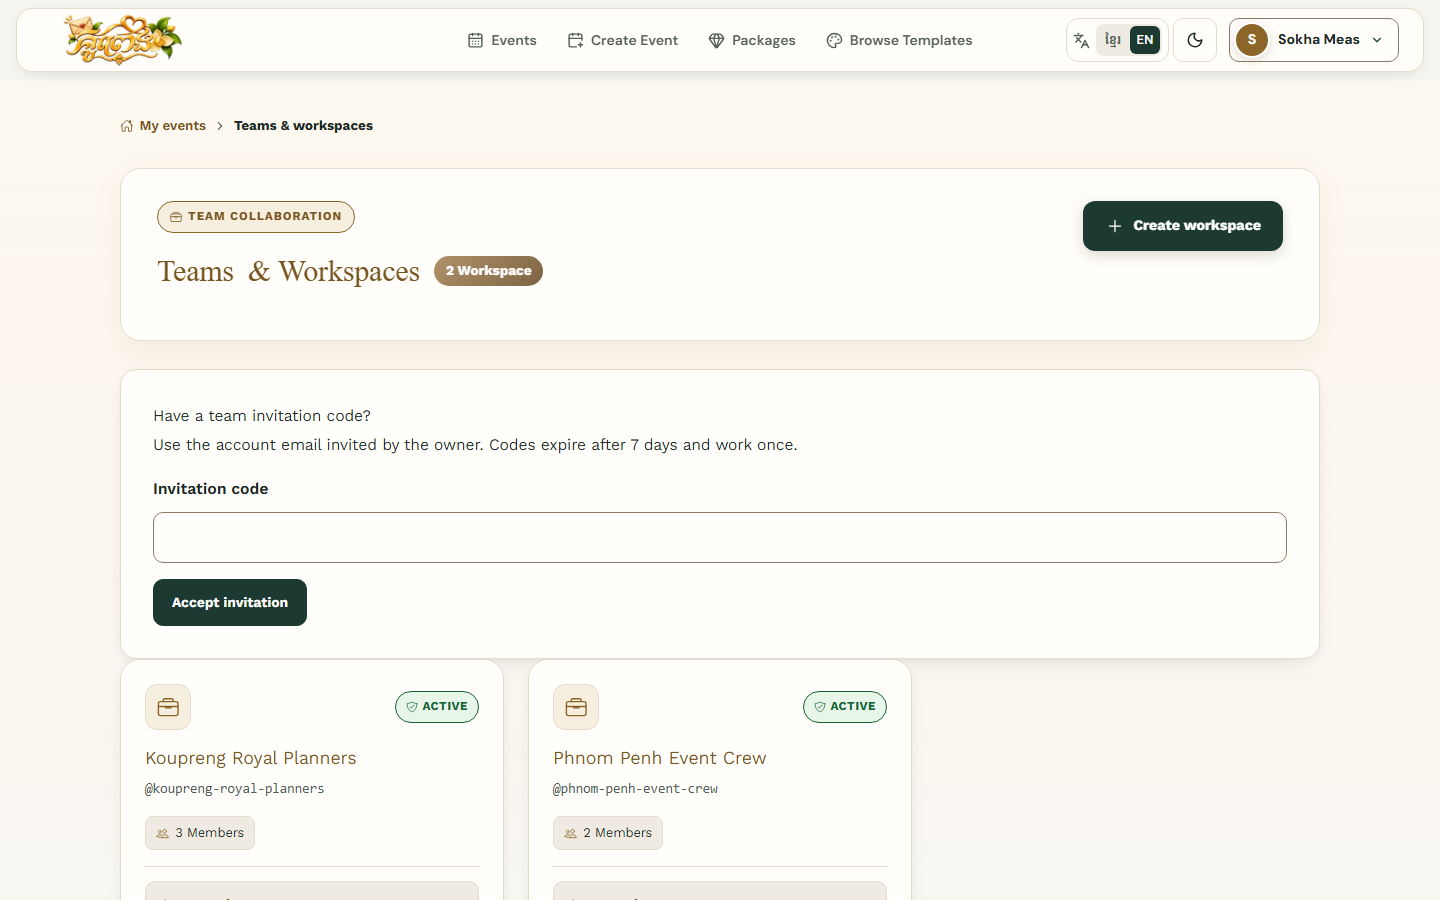 Events
Create Event
Packages
Browse Templates
ខ្មែរ
EN
S
Sokha Meas
My events
Teams & workspaces
TEAM COLLABORATION
Create workspace
Teams & Workspaces
2 Workspace
Have a team invitation code?
Use the account email invited by the owner. Codes expire after 7 days and work once.
Invitation code
Accept invitation
ACTIVE
Koupreng Royal Planners
@koupreng-royal-planners
3 Members
ACTIVE
Phnom Penh Event Crew
@phnom-penh-event-crew
2 Members